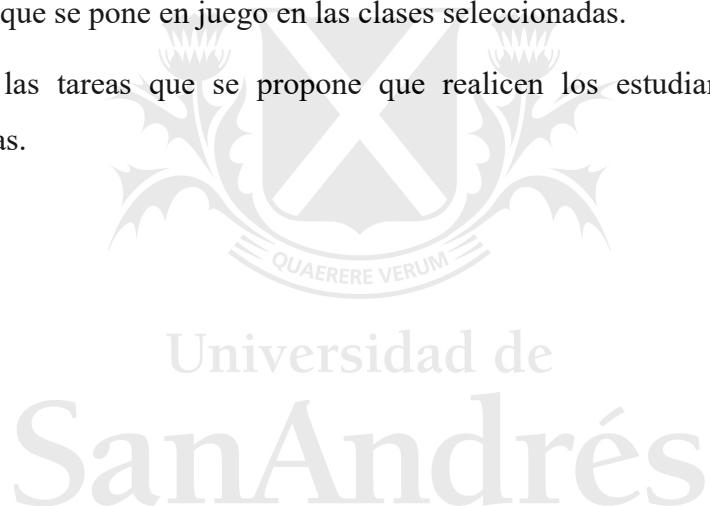 que se pone en juego en las clases seleccionadas.
las tareas que se propone que realicen los
as.
QUAERERE VERUM
Universidad de
SanAndrés